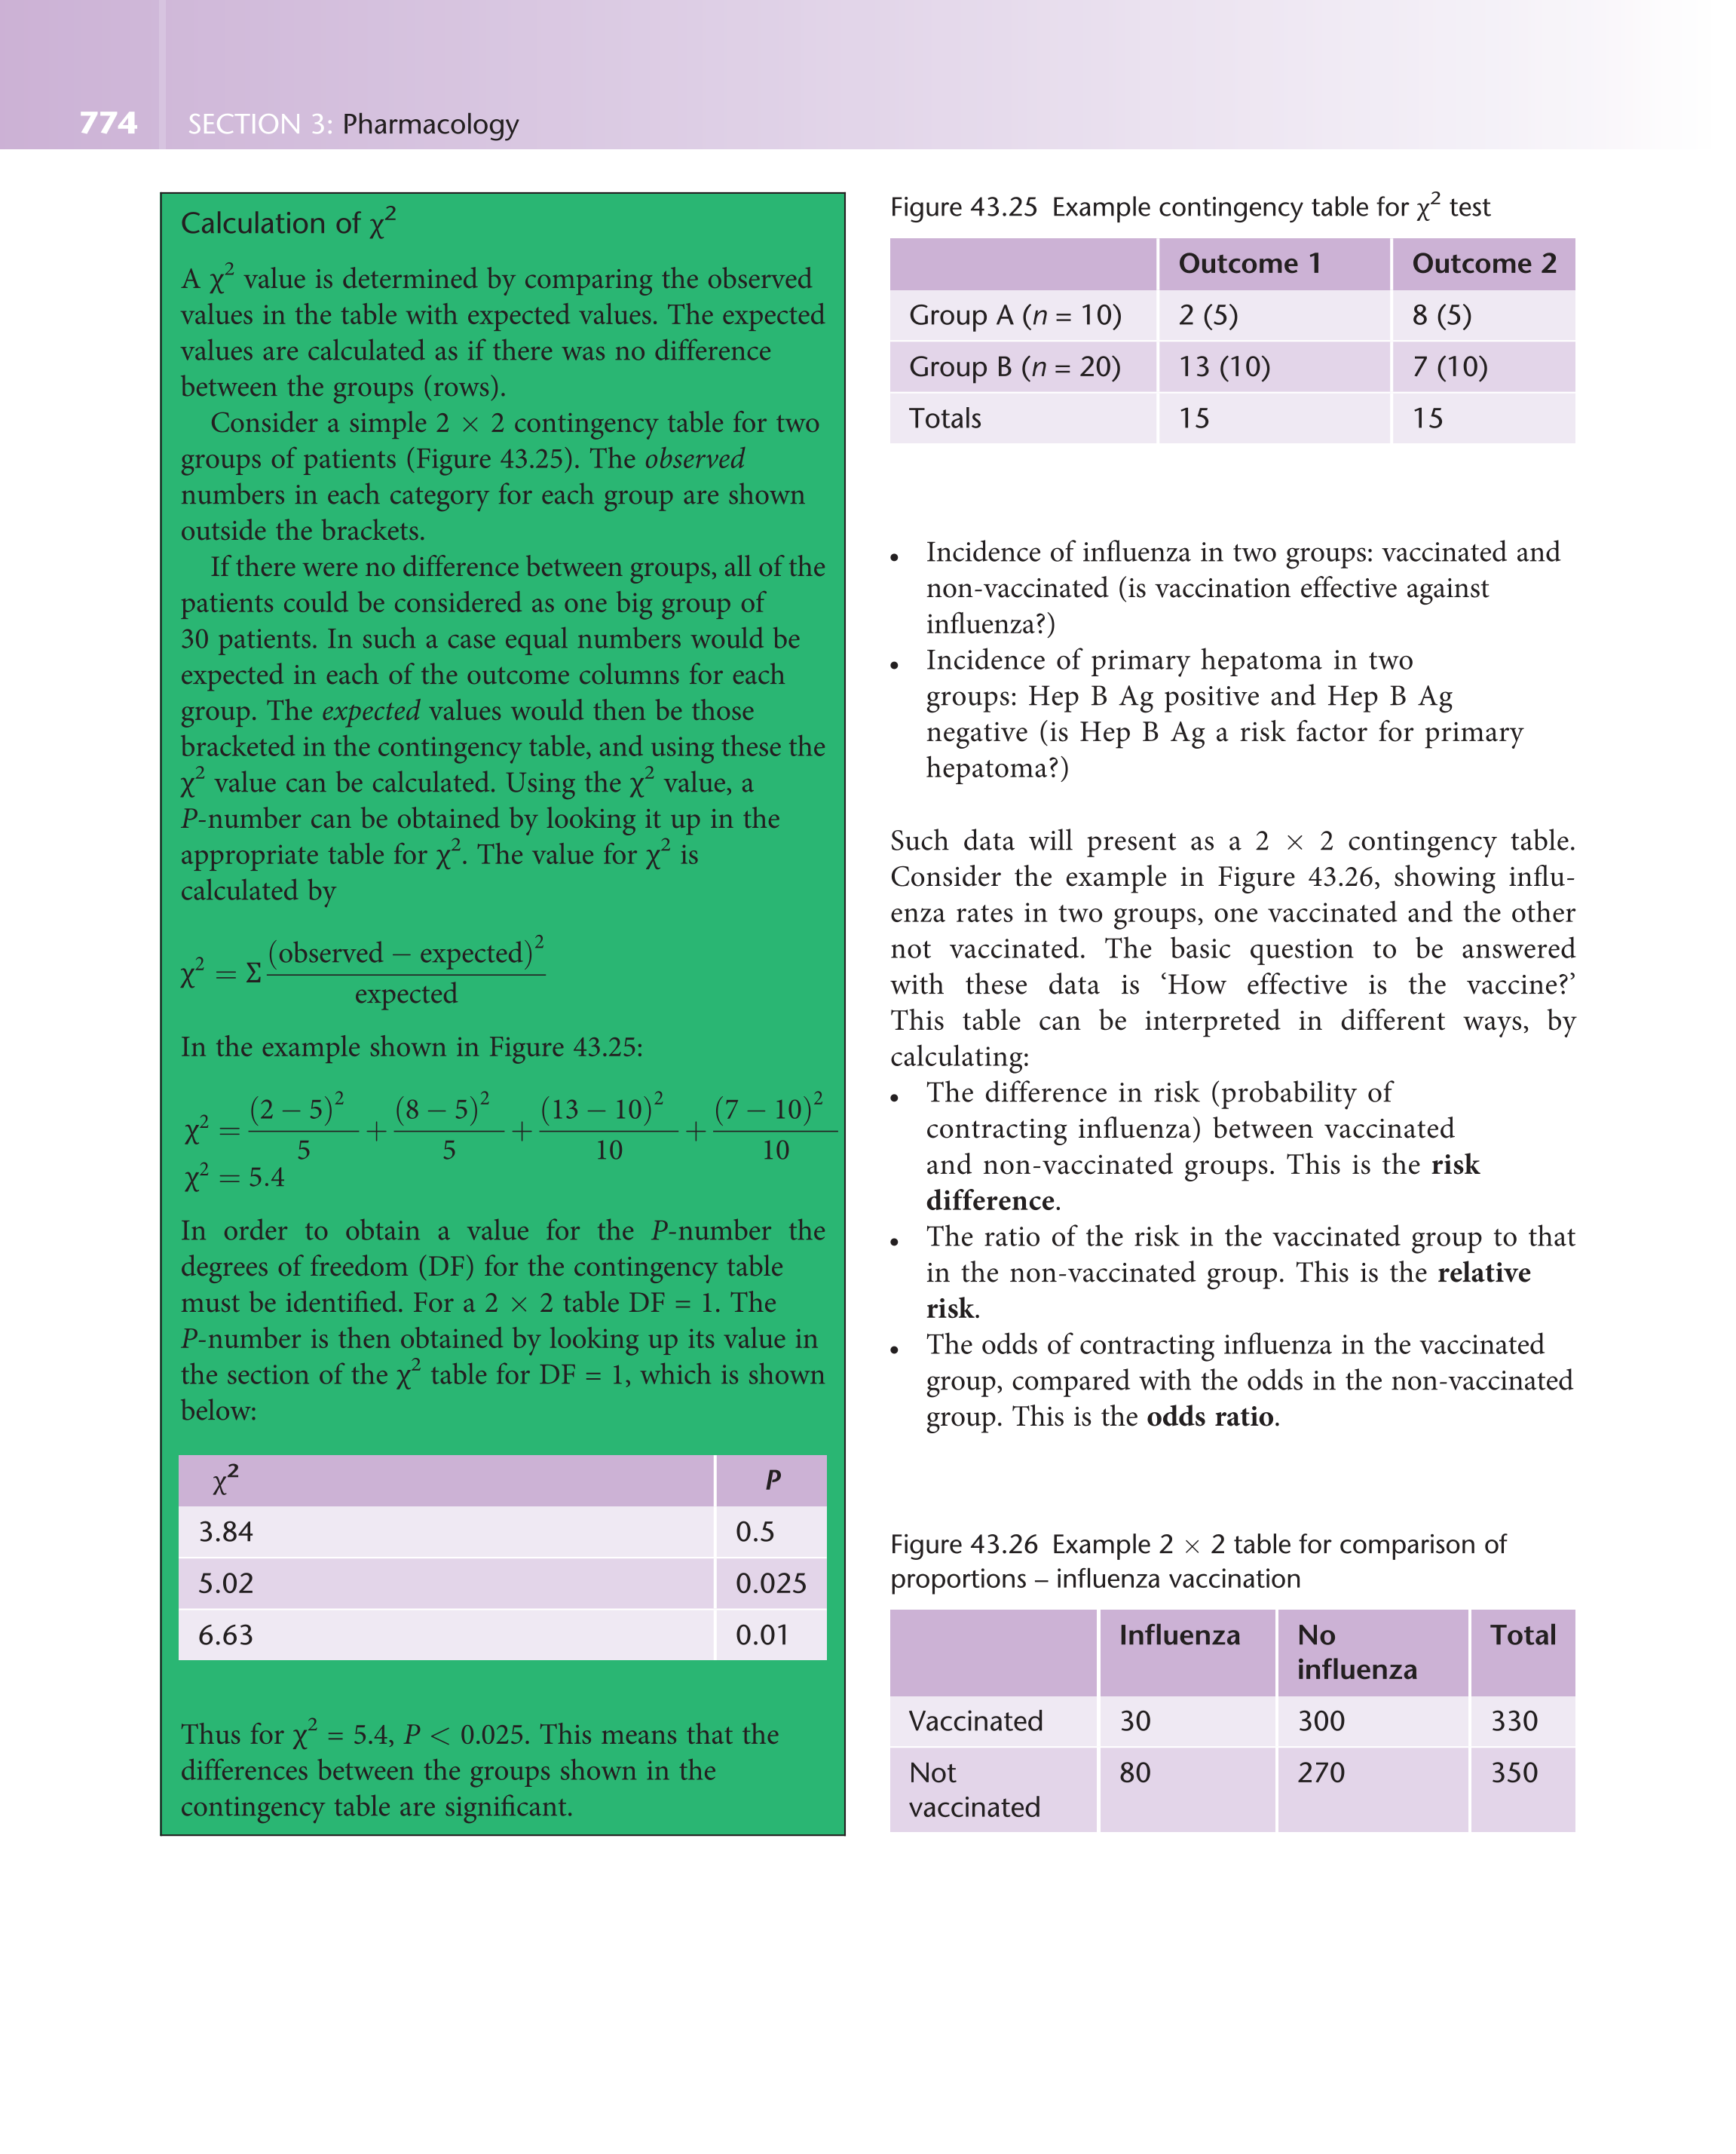 774 SECTION 3: Pharmacology
Calculation of χ²
A χ² value is determined by comparing the observed
values in the table with expected values. The expected
values are calculated as if there was no difference
between the groups (rows).
Consider a simple 2 × 2 contingency table for two
groups of patients (Figure 43.25). The observed
numbers in each category for each group are shown
outside the brackets.
If there were no difference between groups, all of the
patients could be considered as one big group of
30 patients. In such a case equal numbers would be
expected in each of the outcome columns for each
group. The expected values would then be those
bracketed in the contingency table, and using these the
χ² value can be calculated. Using the χ² value, a
P-number can be obtained by looking it up in the
appropriate table for χ². The value for χ² is
calculated by
χ² = Σ (observed − expected)² / expected
In the example shown in Figure 43.25:
χ² = (2 − 5)² / 5 + (8 − 5)² / 5 + (13 − 10)² / 10 + (7 − 10)² / 10
χ² = 5.4
In order to obtain a value for the P-number the
degrees of freedom (DF) for the contingency table
must be identified. For a 2 × 2 table DF = 1. The
P-number is then obtained by looking up its value in
the section of the χ² table for DF = 1, which is shown
below:
χ² P
3.84 0.5
5.02 0.025
6.63 0.01
Thus for χ² = 5.4, P < 0.025. This means that the
differences between the groups shown in the
contingency table are significant.
Figure 43.25 Example contingency table for χ² test
Outcome 1 Outcome 2
Group A (n = 10) 2 (5) 8 (5)
Group B (n = 20) 13 (10) 7 (10)
Totals 15 15
• Incidence of influenza in two groups: vaccinated and
non-vaccinated (is vaccination effective against
influenza?)
• Incidence of primary hepatoma in two
groups: Hep B Ag positive and Hep B Ag
negative (is Hep B Ag a risk factor for primary
hepatoma?)
Such data will present as a 2 × 2 contingency table.
Consider the example in Figure 43.26, showing influ-
enza rates in two groups, one vaccinated and the other
not vaccinated. The basic question to be answered
with these data is ‘How effective is the vaccine?’
This table can be interpreted in different ways, by
calculating:
• The difference in risk (probability of
contracting influenza) between vaccinated
and non-vaccinated groups. This is the risk
difference.
• The ratio of the risk in the vaccinated group to that
in the non-vaccinated group. This is the relative
risk.
• The odds of contracting influenza in the vaccinated
group, compared with the odds in the non-vaccinated
group. This is the odds ratio.
Figure 43.26 Example 2 × 2 table for comparison of
proportions – influenza vaccination
Influenza No Total
influenza
Vaccinated 30 300 330
Not 80 270 350
vaccinated